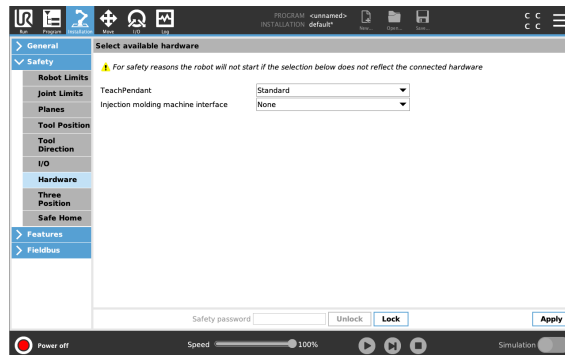 UR
Run
Program
Installation
Move
I/O
Log
PROGRAM <unnamed>
INSTALLATION default*
New...
Open...
Save...
C C
C C
General
Safety
Robot Limits
Joint Limits
Planes
Tool Position
Tool
Direction
I/O
Hardware
Three
Position
Safe Home
Features
Fieldbus
Select available hardware
For safety reasons the robot will not start if the selection below does not reflect the connected hardware
TeachPendant Standard
Injection molding machine interface None
Safety password Unlock Lock Apply
Power off Speed 100% Simulation